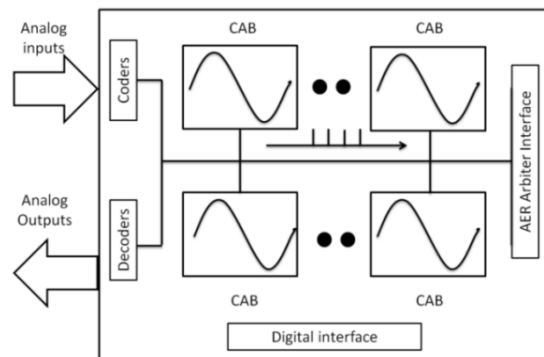 Analog
inputs
CAB
CAB
Coders
AER Arbiter Interface
Analog
Outputs
Decoders
CAB
CAB
Digital interface